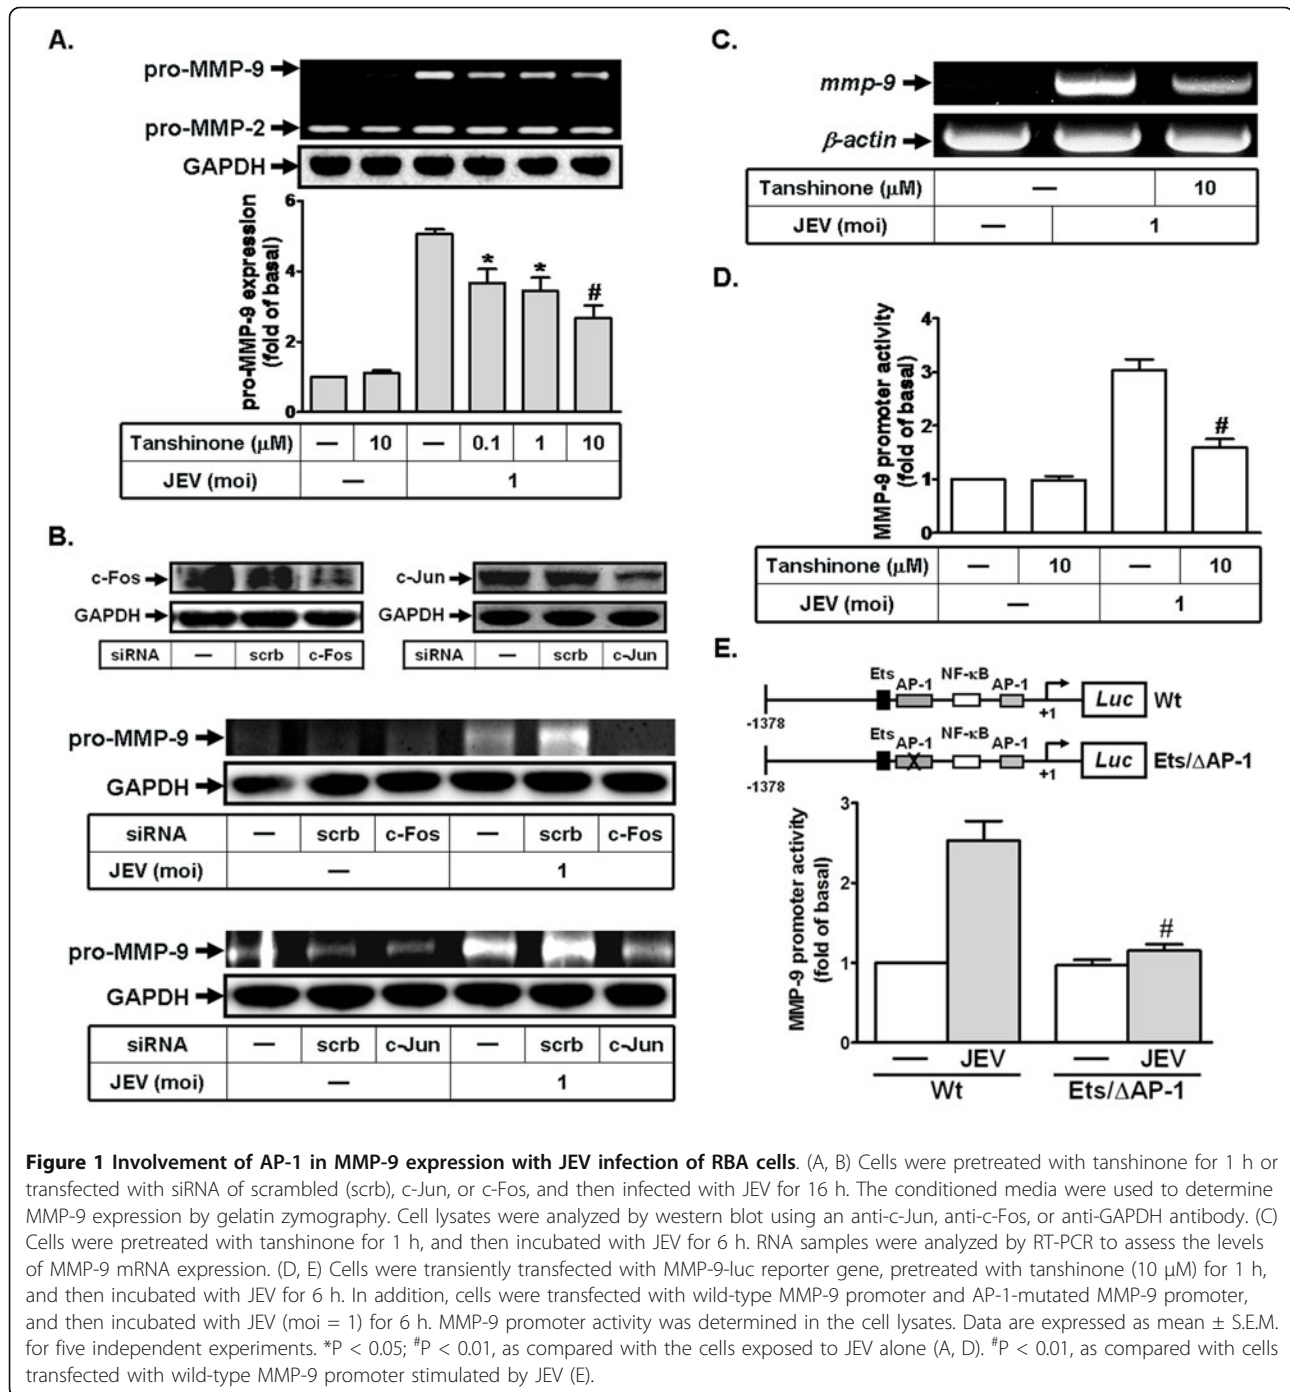 A.
pro-MMP-9
pro-MMP-2
GAPDH
pro-MMP-9 expression
(fold of basal)
6
4
2
0
*
*
#
Tanshinone (μM) — 10 — 0.1 1 10
JEV (moi) — 1
B.
c-Fos
GAPDH
siRNA — scrb c-Fos
c-Jun
GAPDH
siRNA — scrb c-Jun
pro-MMP-9
GAPDH
siRNA — scrb c-Fos — scrb c-Fos
JEV (moi) — 1
pro-MMP-9
GAPDH
siRNA — scrb c-Jun — scrb c-Jun
JEV (moi) — 1
C.
mmp-9
β-actin
Tanshinone (μM) — 10
JEV (moi) — 1
D.
MMP-9 promoter activity
(fold of basal)
4
3
2
1
0
#
Tanshinone (μM) — 10 — 10
JEV (moi) — 1
E.
Ets AP-1 NF-κB AP-1
-1378 +1 Luc Wt
Ets AP-1 NF-κB AP-1
-1378 +1 Luc Ets/ΔAP-1
MMP-9 promoter activity
(fold of basal)
3
2
1
0
#
— JEV — JEV
Wt Ets/ΔAP-1
Figure 1 Involvement of AP-1 in MMP-9 expression with JEV infection of RBA cells. (A, B) Cells were pretreated with tanshinone for 1 h or
transfected with siRNA of scrambled (scrb), c-Jun, or c-Fos, and then infected with JEV for 16 h. The conditioned media were used to determine
MMP-9 expression by gelatin zymography. Cell lysates were analyzed by western blot using an anti-c-Jun, anti-c-Fos, or anti-GAPDH antibody. (C)
Cells were pretreated with tanshinone for 1 h, and then incubated with JEV for 6 h. RNA samples were analyzed by RT-PCR to assess the levels
of MMP-9 mRNA expression. (D, E) Cells were transiently transfected with MMP-9-luc reporter gene, pretreated with tanshinone (10 μM) for 1 h,
and then incubated with JEV for 6 h. In addition, cells were transfected with wild-type MMP-9 promoter and AP-1-mutated MMP-9 promoter,
and then incubated with JEV (moi = 1) for 6 h. MMP-9 promoter activity was determined in the cell lysates. Data are expressed as mean ± S.E.M.
for five independent experiments. *P < 0.05; #P < 0.01, as compared with the cells exposed to JEV alone (A, D). #P < 0.01, as compared with cells
transfected with wild-type MMP-9 promoter stimulated by JEV (E).